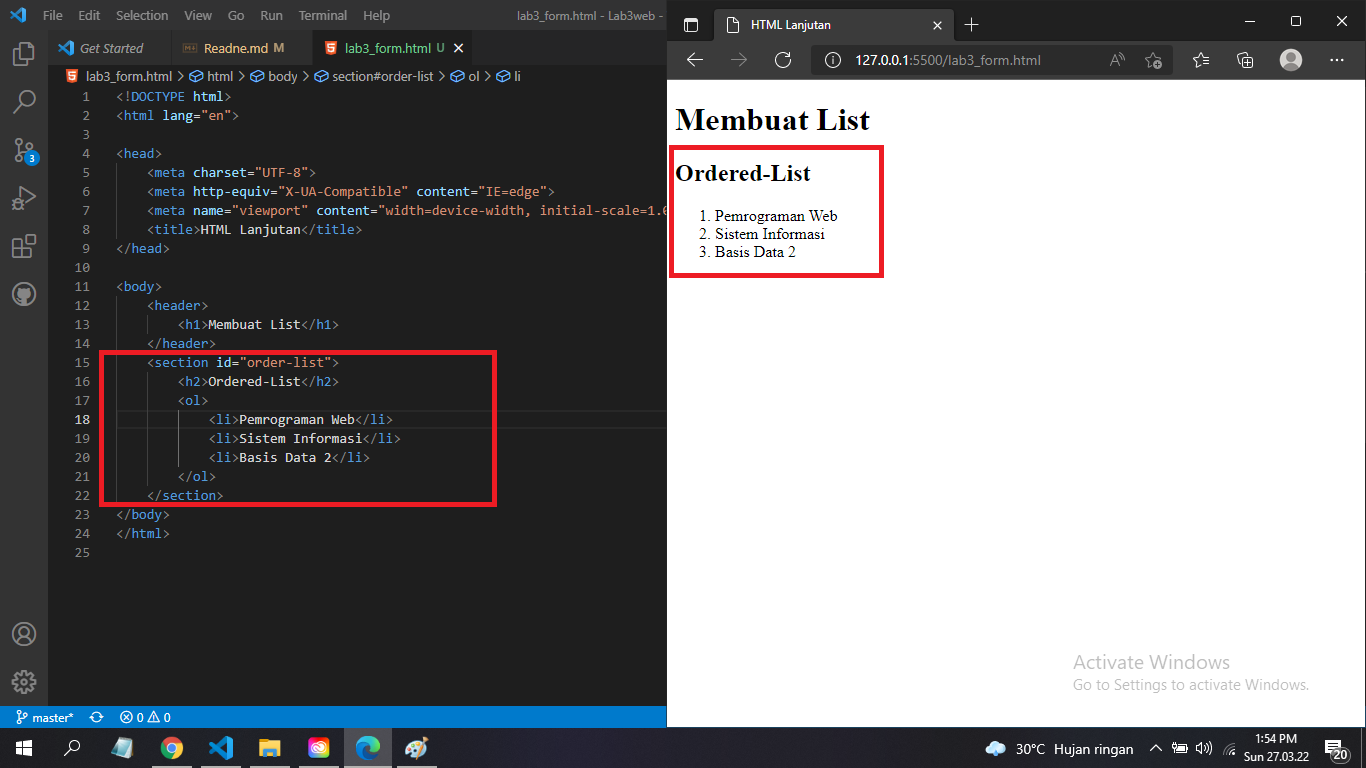 File Edit Selection View Go Run Terminal Help lab3_form.html - Lab3web -
Get Started Readne.md M lab3_form.html U
lab3_form.html > html > body > section#order-list > ol > li
1 <!DOCTYPE html>
2 <html lang="en">
3
4 <head>
5 <meta charset="UTF-8">
6 <meta http-equiv="X-UA-Compatible" content="IE=edge">
7 <meta name="viewport" content="width=device-width, initial-scale=1.0
8 <title>HTML Lanjutan</title>
9 </head>
10
11 <body>
12 <header>
13 <h1>Membuat List</h1>
14 </header>
15 <section id="order-list">
16 <h2>Ordered-List</h2>
17 <ol>
18 <li>Pemrograman Web</li>
19 <li>Sistem Informasi</li>
20 <li>Basis Data 2</li>
21 </ol>
22 </section>
23 </body>
24 </html>
25
3
master* 0 0
HTML Lanjutan
127.0.0.1:5500/lab3_form.html
Membuat List
Ordered-List
1. Pemrograman Web
2. Sistem Informasi
3. Basis Data 2
Activate Windows
Go to Settings to activate Windows.
30°C Hujan ringan
1:54 PM
Sun 27.03.22
20